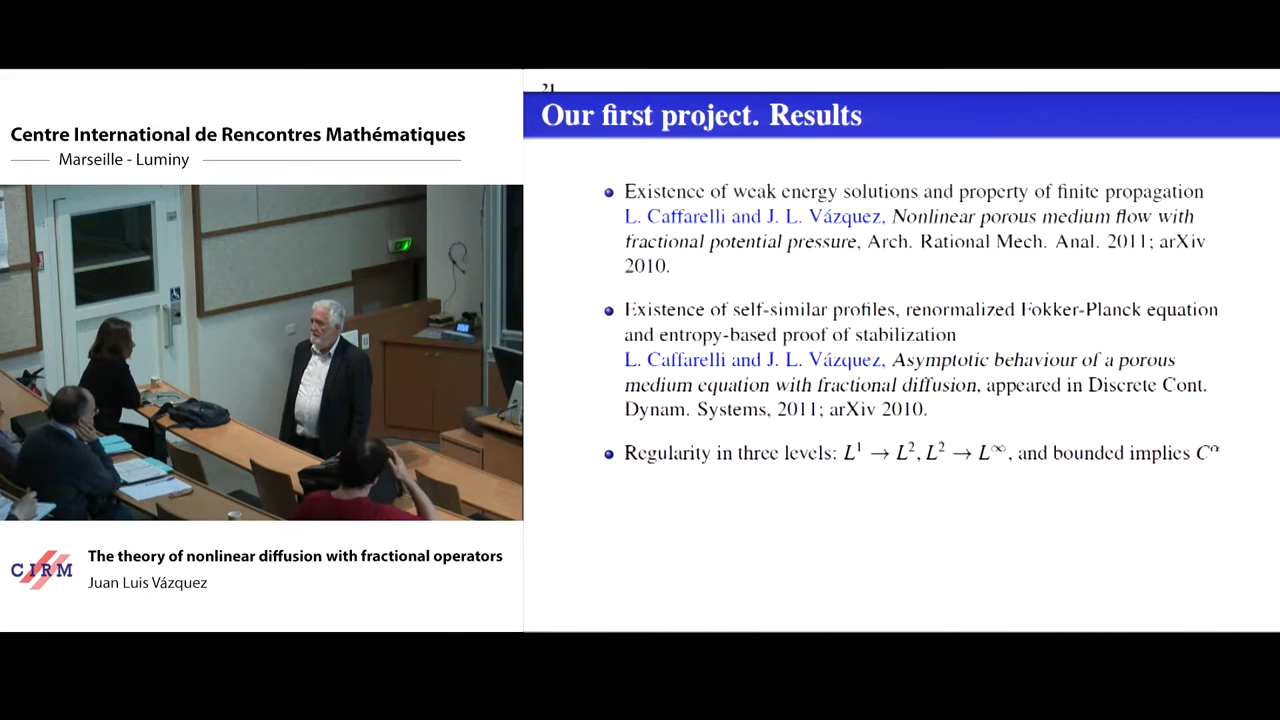 Centre International de Rencontres Mathématiques
Marseille - Luminy
CIRM
The theory of nonlinear diffusion with fractional operators
Juan Luis Vázquez
21
Our first project. Results
Existence of weak energy solutions and property of finite propagation
L. Caffarelli and J. L. Vázquez, Nonlinear porous medium flow with
fractional potential pressure, Arch. Rational Mech. Anal. 2011; arXiv
2010.
Existence of self-similar profiles, renormalized Fokker-Planck equation
and entropy-based proof of stabilization
L. Caffarelli and J. L. Vázquez, Asymptotic behaviour of a porous
medium equation with fractional diffusion, appeared in Discrete Cont.
Dynam. Systems, 2011; arXiv 2010.
Regularity in three levels: L¹ → L², L² → L^∞, and bounded implies C^α